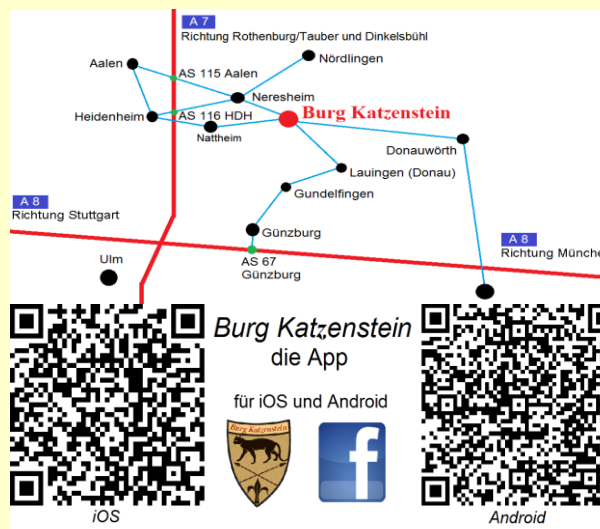 A 7
Richtung Rothenburg/Tauber und Dinkelsbühl
Nördlingen
Aalen
AS 115 Aalen
Neresheim
Burg Katzenstein
Heidenheim
AS 116 HDH
Nattheim
Donauwörth
Lauingen (Donau)
Gundelfingen
A 8
Richtung Stuttgart
Günzburg
A 8
Richtung Münche
AS 67
Günzburg
Ulm
Burg Katzenstein
die App
für iOS und Android
Burg Katzenstein
f
iOS
Android